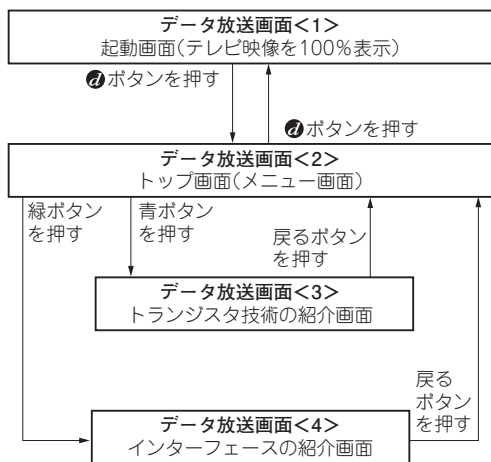 データ放送画面<1>
起動画面(テレビ映像を100%表示)
dボタンを押す
dボタンを押す
データ放送画面<2>
トップ画面(メニュー画面)
緑ボタン
を押す
青ボタン
を押す
戻るボタン
を押す
データ放送画面<3>
トランジスタ技術の紹介画面
戻る
ボタン
を押す
データ放送画面<4>
インターフェースの紹介画面